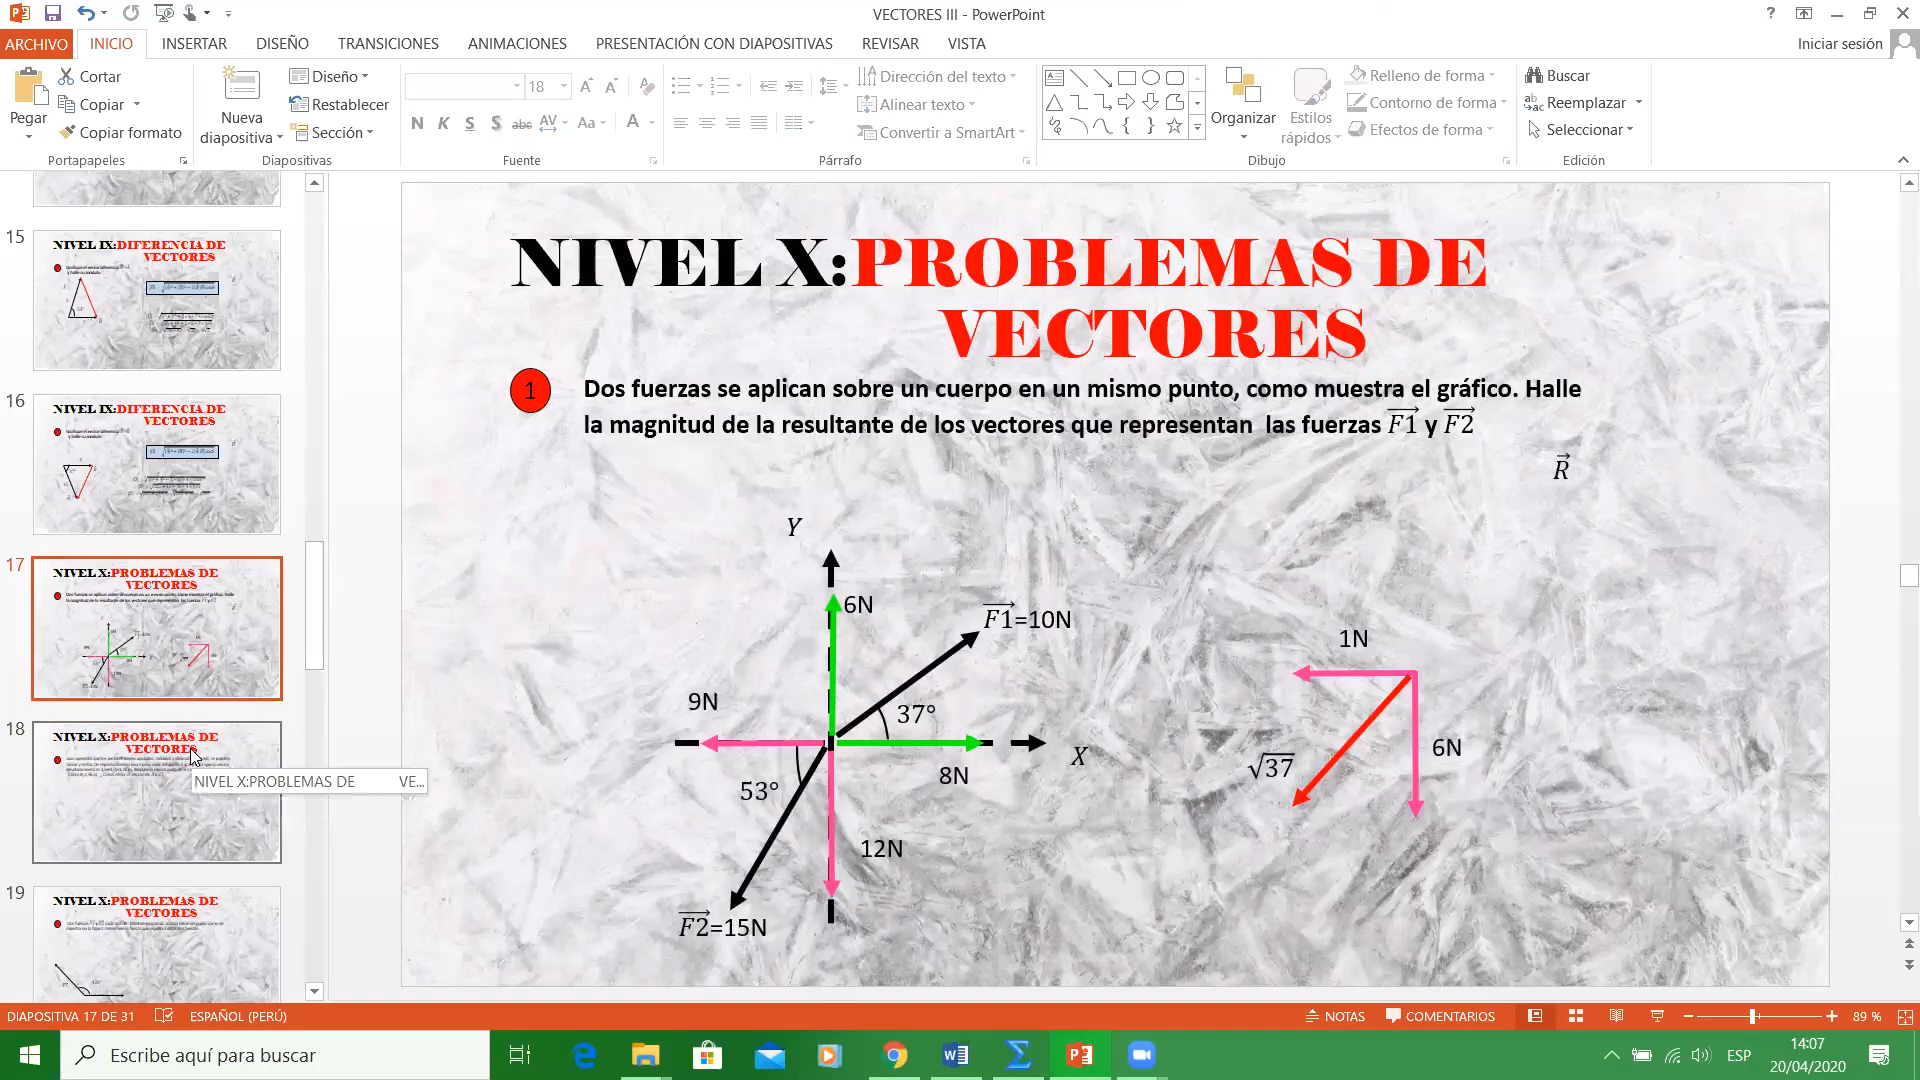 VECTORES III - PowerPoint
?
ARCHIVO INICIO INSERTAR DISEÑO TRANSICIONES ANIMACIONES PRESENTACIÓN CON DIAPOSITIVAS REVISAR VISTA Iniciar sesión
Pegar
Cortar
Copiar
Copiar formato
Portapapeles
Nueva
diapositiva
Diseño
Restablecer
Sección
Diapositivas
18
N K S S abc AV Aa A
Fuente
Dirección del texto
Alinear texto
Convertir a SmartArt
Párrafo
Organizar
Estilos
rápidos
Relleno de forma
Contorno de forma
Efectos de forma
Dibujo
Buscar
Reemplazar
Seleccionar
Edición
15
NIVEL IX:DIFERENCIA DE
VECTORES
16
NIVEL IX:DIFERENCIA DE
VECTORES
17
NIVEL X:PROBLEMAS DE
VECTORES
18
NIVEL X:PROBLEMAS DE
VECTORES
NIVEL X:PROBLEMAS DE VE...
19
NIVEL X:PROBLEMAS DE
VECTORES
NIVEL X:PROBLEMAS DE
VECTORES
1
Dos fuerzas se aplican sobre un cuerpo en un mismo punto, como muestra el gráfico. Halle
la magnitud de la resultante de los vectores que representan las fuerzas F1 y F2
R
Y
6N
F1=10N
9N
37°
X
8N
53°
12N
F2=15N
1N
6N
√37
DIAPOSITIVA 17 DE 31 ESPAÑOL (PERÚ) NOTAS COMENTARIOS 89 %
Escribe aquí para buscar
ESP
14:07
20/04/2020